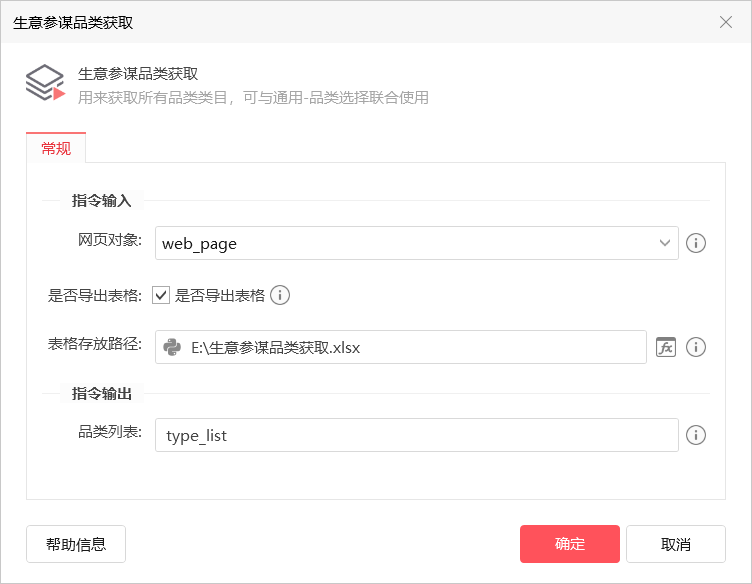 生意参谋品类获取
生意参谋品类获取
用来获取所有品类类目，可与通用-品类选择联合使用
常规
指令输入
网页对象: web_page
是否导出表格: 是否导出表格
表格存放路径: E:\生意参谋品类获取.xlsx fx
指令输出
品类列表: type_list
帮助信息 确定 取消